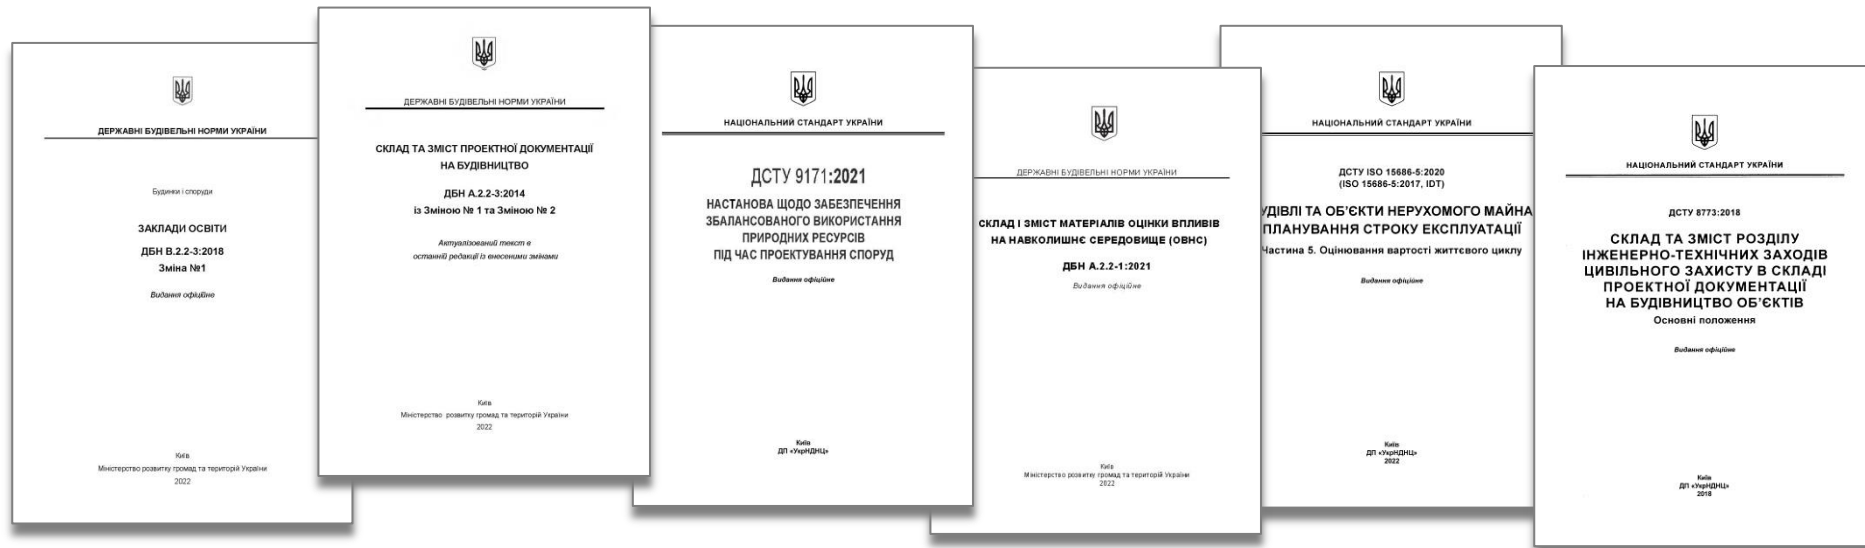 ДЕРЖАВНІ БУДІВЕЛЬНІ НОРМИ УКРАЇНИ
Будинки і споруди
ЗАКЛАДИ ОСВІТИ
ДБН В.2.2-3:2018
Зміна №1
Видання офіційне
Київ
Міністерство розвитку громад та територій України
2022
ДЕРЖАВНІ БУДІВЕЛЬНІ НОРМИ УКРАЇНИ
СКЛАД ТА ЗМІСТ ПРОЕКТНОЇ ДОКУМЕНТАЦІЇ
НА БУДІВНИЦТВО
ДБН А.2.2-3:2014
із Зміною № 1 та Зміною № 2
Актуалізований текст в
останній редакції із внесеними змінами
Київ
Міністерство розвитку громад та територій України
2022
НАЦІОНАЛЬНИЙ СТАНДАРТ УКРАЇНИ
ДСТУ 9171:2021
НАСТАНОВА ЩОДО ЗАБЕЗПЕЧЕННЯ
ЗБАЛАНСОВАНОГО ВИКОРИСТАННЯ
ПРИРОДНИХ РЕСУРСІВ
ПІД ЧАС ПРОЕКТУВАННЯ СПОРУД
Видання офіційне
Київ
ДП «УкрНДНЦ»
ДЕРЖАВНІ БУДІВЕЛЬНІ НОРМИ УКРАЇНИ
СКЛАД І ЗМІСТ МАТЕРІАЛІВ ОЦІНКИ ВПЛИВІВ
НА НАВКОЛИШНЄ СЕРЕДОВИЩЕ (ОВНС)
ДБН А.2.2-1:2021
Видання офіційне
Київ
Міністерство розвитку громад та територій України
2022
НАЦІОНАЛЬНИЙ СТАНДАРТ УКРАЇНИ
ДСТУ ISO 15686-5:2020
(ISO 15686-5:2017, IDT)
УДІВЛІ ТА ОБ'ЄКТИ НЕРУХОМОГО МАЙНА
ПЛАНУВАННЯ СТРОКУ ЕКСПЛУАТАЦІЇ
Частина 5. Оцінювання вартості життєвого циклу
Видання офіційне
Київ
ДП «УкрНДНЦ»
2022
НАЦІОНАЛЬНИЙ СТАНДАРТ УКРАЇНИ
ДСТУ 8773:2018
СКЛАД ТА ЗМІСТ РОЗДІЛУ
ІНЖЕНЕРНО-ТЕХНІЧНИХ ЗАХОДІВ
ЦИВІЛЬНОГО ЗАХИСТУ В СКЛАДІ
ПРОЕКТНОЇ ДОКУМЕНТАЦІЇ
НА БУДІВНИЦТВО ОБ'ЄКТІВ
Основні положення
Видання офіційне
Київ
ДП «УкрНДНЦ»
2018